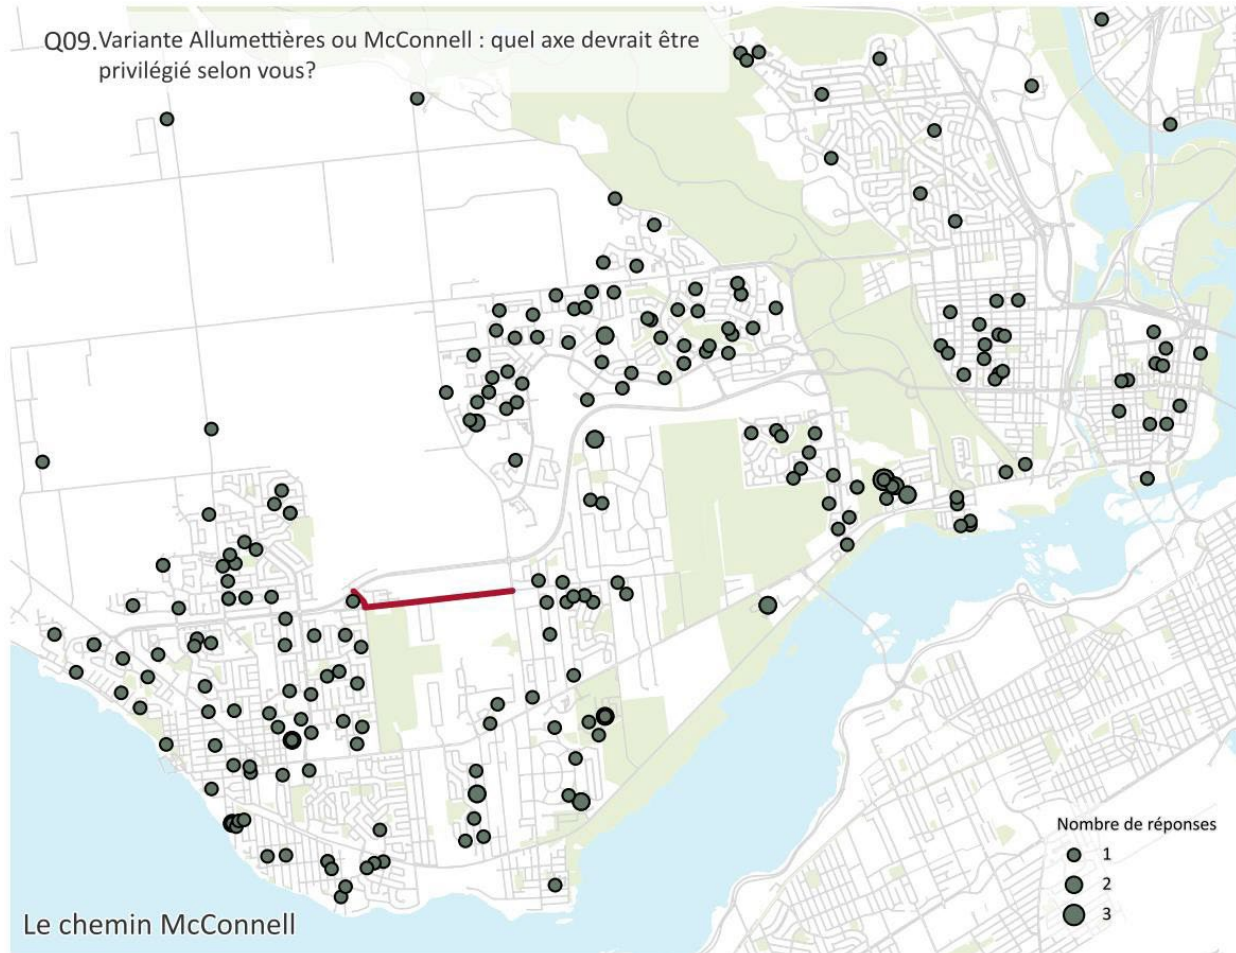 Q09.Variante Allumettières ou McConnell : quel axe devrait être
privilégié selon vous?
Nombre de réponses
1
2
3
Le chemin McConnell